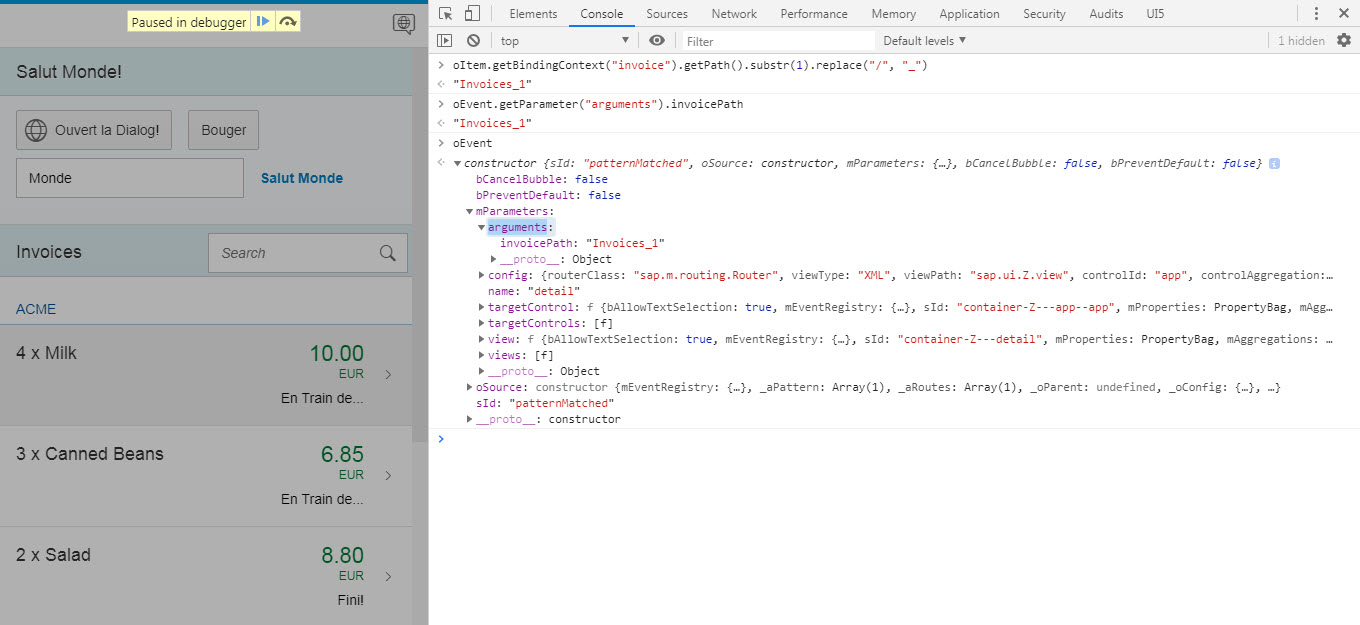 Paused in debugger
Salut Monde!
Ouvert la Dialog!
Bouger
Monde
Salut Monde
Invoices
Search
ACME
4 x Milk
10.00
EUR
En Train de...
3 x Canned Beans
6.85
EUR
En Train de...
2 x Salad
8.80
EUR
Fini!
Elements Console Sources Network Performance Memory Application Security Audits UI5
top Filter Default levels ▼ 1 hidden
> oItem.getBindingContext("invoice").getPath().substr(1).replace("/", "_")
"Invoices_1"
> oEvent.getParameter("arguments").invoicePath
"Invoices_1"
> oEvent
▼constructor {sId: "patternMatched", oSource: constructor, mParameters: {…}, bCancelBubble: false, bPreventDefault: false} i
bCancelBubble: false
bPreventDefault: false
▼mParameters:
▼arguments:
invoicePath: "Invoices_1"
▶__proto__: Object
▶config: {routerClass: "sap.m.routing.Router", viewType: "XML", viewPath: "sap.ui.Z.view", controlId: "app", controlAggregation:…
name: "detail"
▶targetControl: f {bAllowTextSelection: true, mEventRegistry: {…}, sId: "container-Z---app--app", mProperties: PropertyBag, mAgg…
▶targetControls: [f]
▶view: f {bAllowTextSelection: true, mEventRegistry: {…}, sId: "container-Z---detail", mProperties: PropertyBag, mAggregations: …
▶views: [f]
▶__proto__: Object
▶oSource: constructor {mEventRegistry: {…}, _aPattern: Array(1), _aRoutes: Array(1), _oParent: undefined, _oConfig: {…}, …}
sId: "patternMatched"
▶__proto__: constructor
>